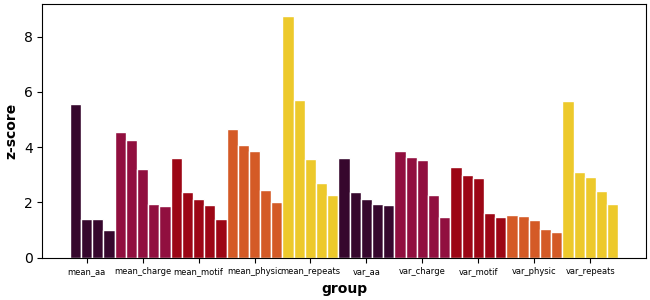 8
6
4
2
0
z-score
mean_aa mean_charge mean_motif mean_physic mean_repeats var_aa var_charge var_motif var_physic var_repeats
group